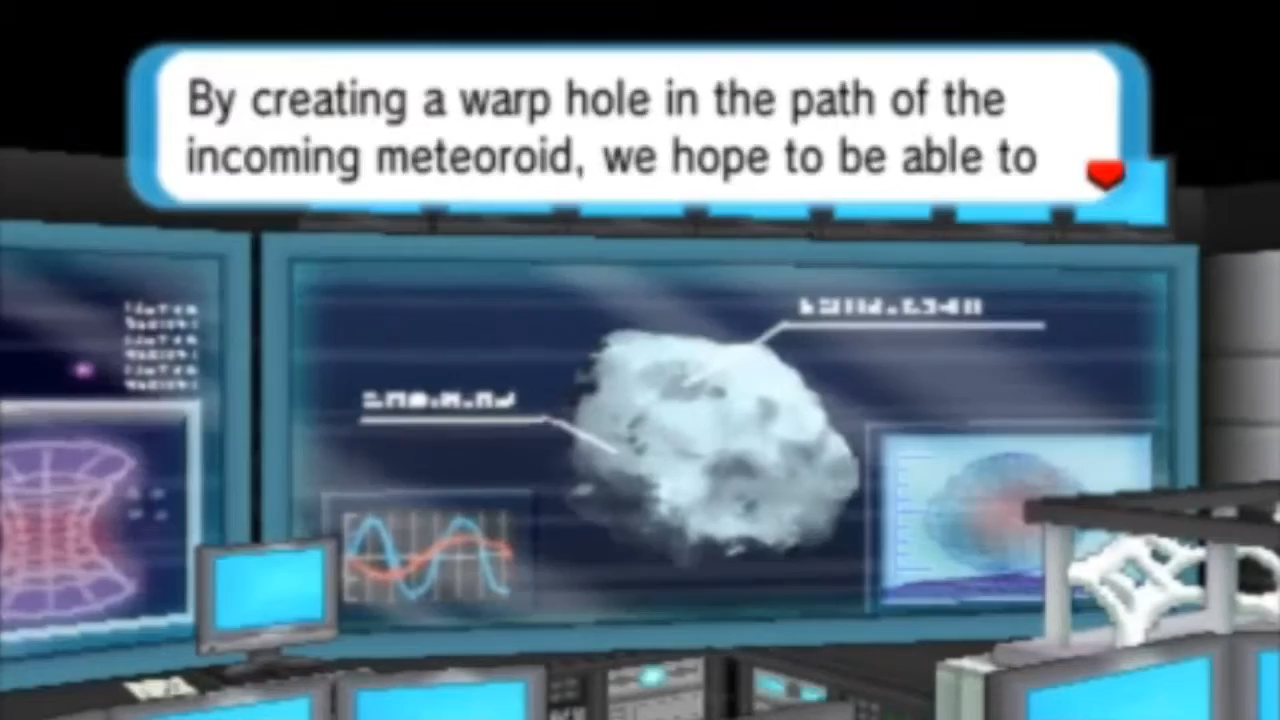 By creating a warp hole in the path of the
incoming meteoroid, we hope to be able to